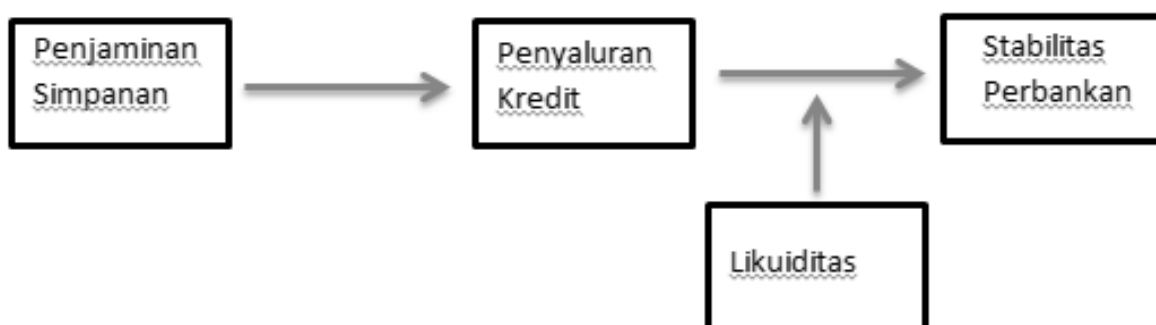 Penjaminan
Simpanan
Penyaluran
Kredit
Stabilitas
Perbankan
Likuiditas